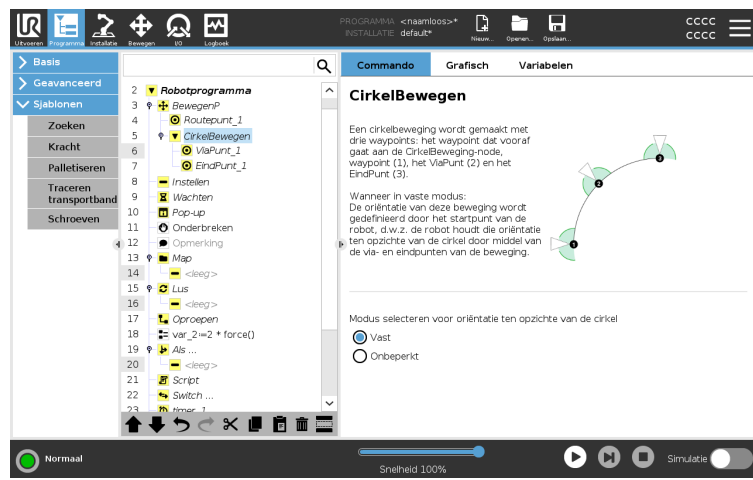 UR
Uitvoeren
Programma
Installatie
Bewegen
I/O
Logboek
PROGRAMMA <naamloos>*
INSTALLATIE default*
Nieuw...
Openen...
Opslaan...
cccc
cccc
Basis
Geavanceerd
Sjablonen
Zoeken
Kracht
Palletiseren
Traceren
transportband
Schroeven
2 Robotprogramma
3 BewegenP
4 Routepunt_1
5 CirkelBewegen
6 ViaPunt_1
7 EindPunt_1
8 Instellen
9 Wachten
10 Pop-up
11 Onderbreken
12 Opmerking
13 Map
14 <leeg>
15 Lus
16 <leeg>
17 Oproepen
18 var_2:=2 * force()
19 Als ...
20 <leeg>
21 Script
22 Switch ...
23 timer_1
Commando
Grafisch
Variabelen
CirkelBewegen
Een cirkelbeweging wordt gemaakt met
drie waypoints: het waypoint dat vooraf
gaat aan de CirkelBeweging-node,
waypoint (1), het ViaPunt (2) en het
EindPunt (3).
Wanneer in vaste modus:
De oriëntatie van deze beweging wordt
gedefinieerd door het startpunt van de
robot, d.w.z. de robot houdt die oriëntatie
ten opzichte van de cirkel door middel van
de via- en eindpunten van de beweging.
3
2
1
Modus selecteren voor oriëntatie ten opzichte van de cirkel
Vast
Onbeperkt
Normaal
Snelheid 100%
Simulatie